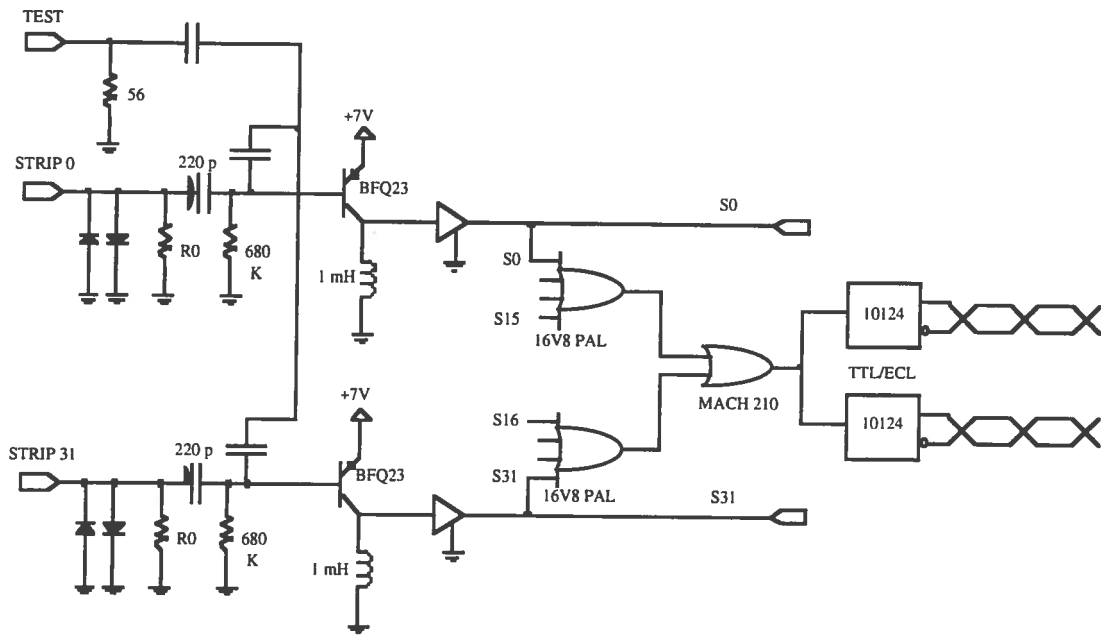 TEST
56
+7V
STRIP 0
220 p
BFQ23
S0
R0
680
K
S0
1 mH
S15
16V8 PAL
10124
TTL/ECL
MACH 210
+7V
S16
10124
STRIP 31
220 p
BFQ23
S31
16V8 PAL
S31
R0
680
K
1 mH